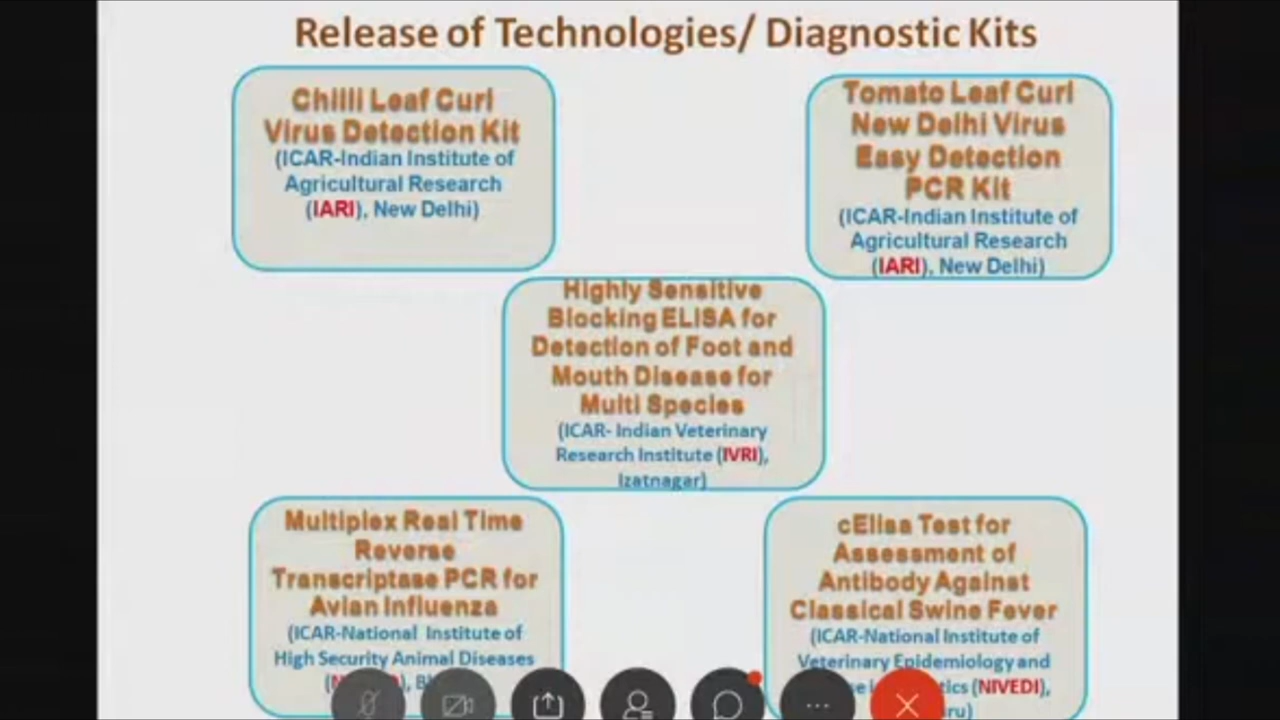 Release of Technologies/ Diagnostic Kits
Chilli Leaf Curl
Virus Detection Kit
(ICAR-Indian Institute of
Agricultural Research
(IARI), New Delhi)
Tomato Leaf Curl
New Delhi Virus
Easy Detection
PCR Kit
(ICAR-Indian Institute of
Agricultural Research
(IARI), New Delhi)
Highly Sensitive
Blocking ELISA for
Detection of Foot and
Mouth Disease for
Multi Species
(ICAR- Indian Veterinary
Research Institute (IVRI),
Izatnagar)
Multiplex Real Time
Reverse
Transcriptase PCR for
Avian Influenza
(ICAR-National Institute of
High Security Animal Diseases
cElisa Test for
Assessment of
Antibody Against
Classical Swine Fever
(ICAR-National Institute of
Veterinary Epidemiology and
(NIVEDI),